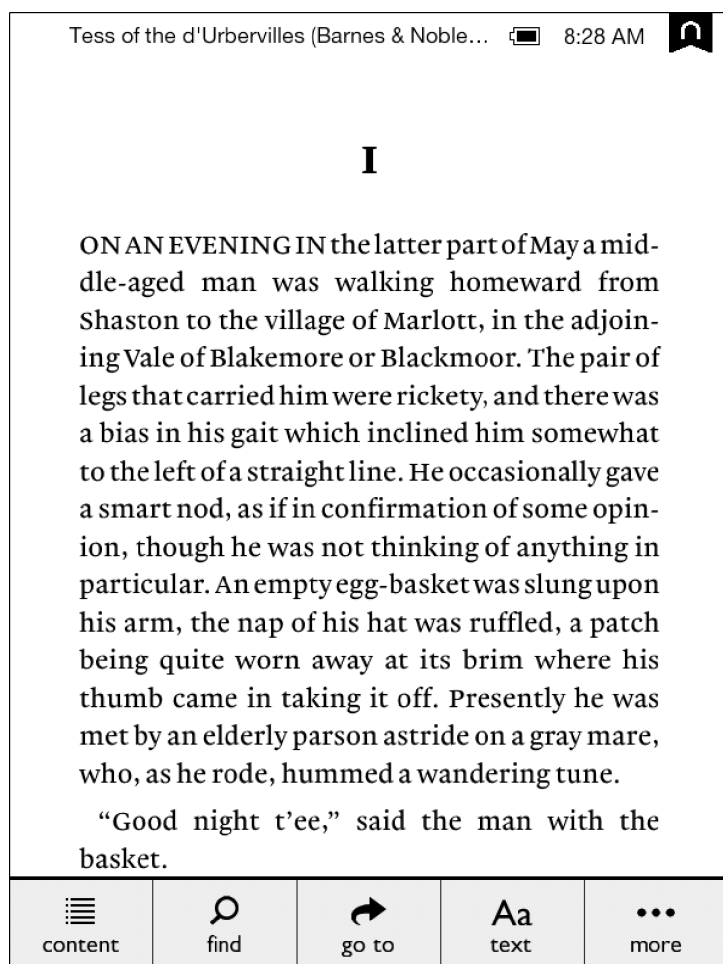 Tess of the d'Urbervilles (Barnes & Noble... 8:28 AM
I
ON AN EVENING IN the latter part of May a mid-
dle-aged man was walking homeward from
Shaston to the village of Marlott, in the adjoin-
ing Vale of Blakemore or Blackmoor. The pair of
legs that carried him were rickety, and there was
a bias in his gait which inclined him somewhat
to the left of a straight line. He occasionally gave
a smart nod, as if in confirmation of some opin-
ion, though he was not thinking of anything in
particular. An empty egg-basket was slung upon
his arm, the nap of his hat was ruffled, a patch
being quite worn away at its brim where his
thumb came in taking it off. Presently he was
met by an elderly parson astride on a gray mare,
who, as he rode, hummed a wandering tune.
“Good night t’ee,” said the man with the
basket.
Aa
content find go to text more